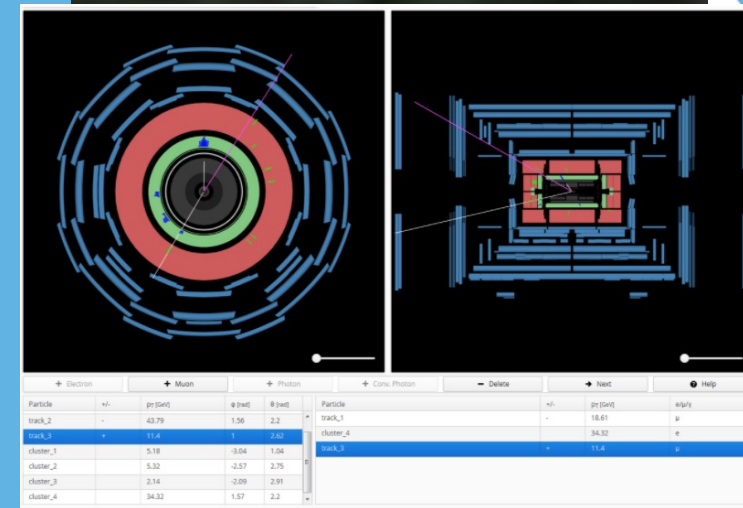 + Electron + Muon + Photon + Conv. Photon − Delete → Next ? Help
Particle +/- pT [GeV] φ [rad] θ [rad]
track_2 - 43.79 1.56 2.2
track_3 + 11.4 1 2.62
cluster_1 5.18 -3.04 1.04
cluster_2 5.32 -2.57 2.75
cluster_3 2.14 -2.09 2.91
cluster_4 34.32 1.57 2.2
Particle +/- pT [GeV] e/μ/γ
track_1 - 18.61 μ
cluster_4 34.32 e
track_3 + 11.4 μ